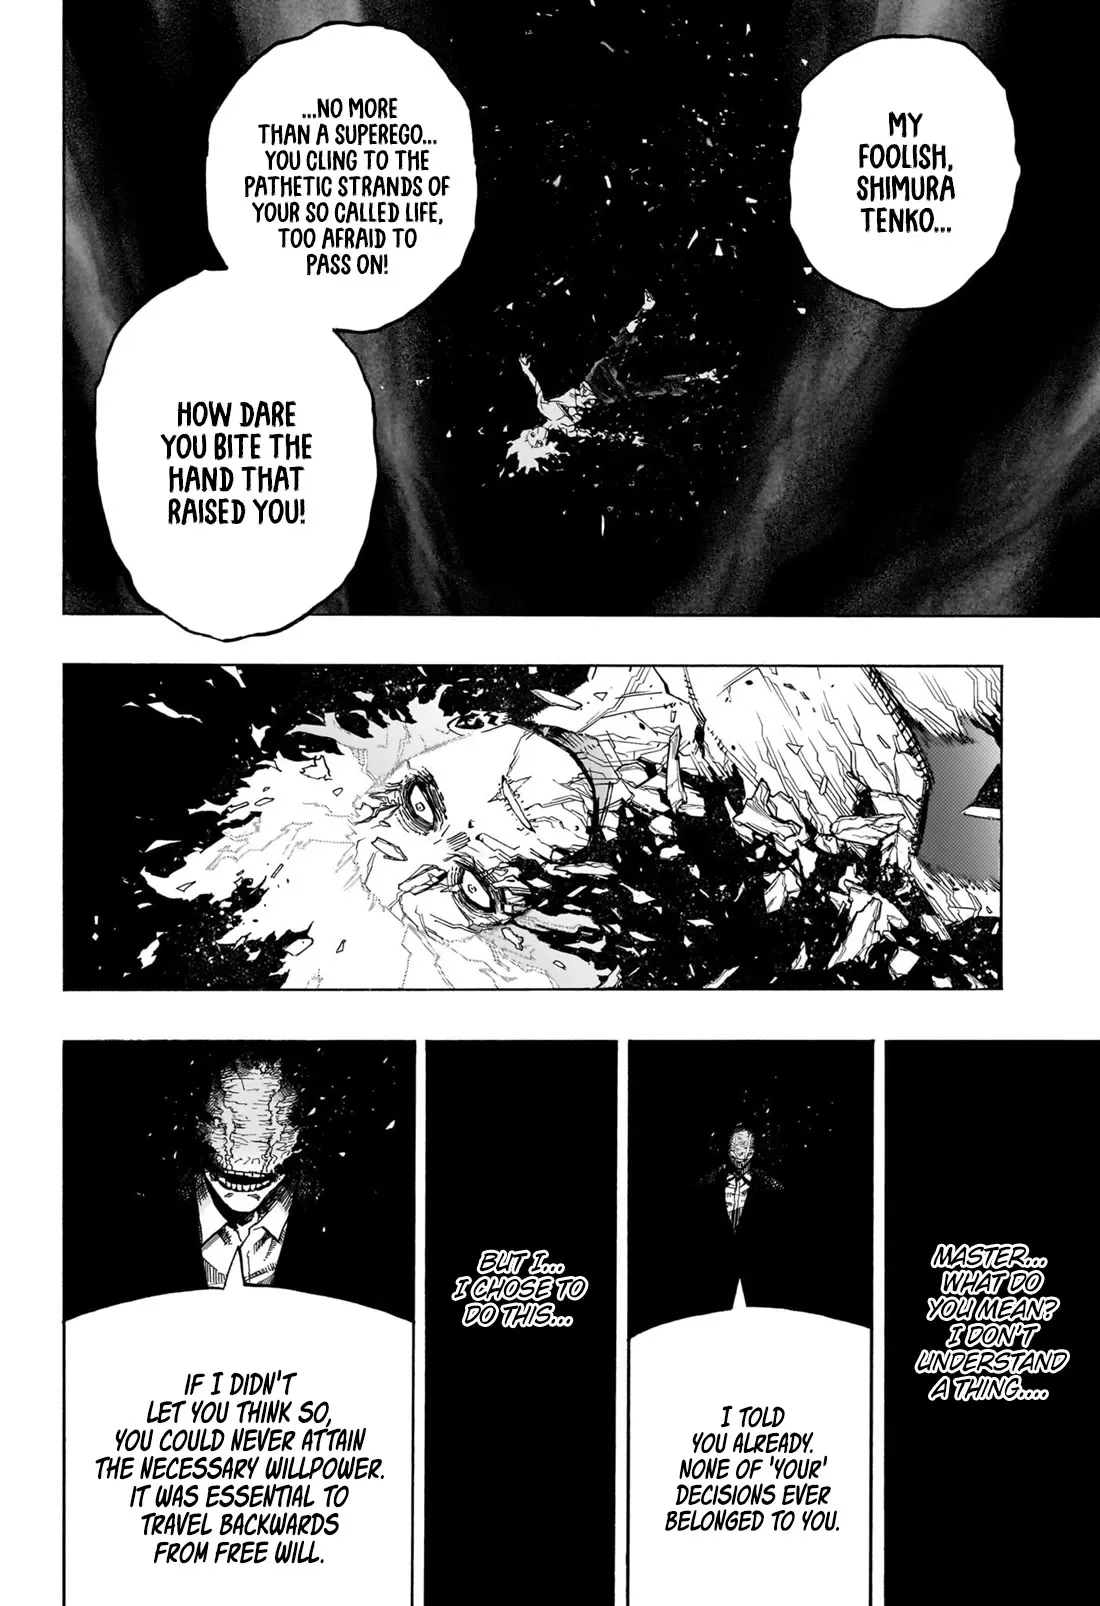 MY
FOOLISH,
SHIMURA
TENKO...
...NO MORE
THAN A SUPEREGO...
YOU CLING TO THE
PATHETIC STRANDS OF
YOUR SO CALLED LIFE,
TOO AFRAID TO
PASS ON!
HOW DARE
YOU BITE THE
HAND THAT
RAISED YOU!
MASTER...
WHAT DO
YOU MEAN?
I DON'T
UNDERSTAND
A THING....
I TOLD
YOU ALREADY.
NONE OF 'YOUR'
DECISIONS EVER
BELONGED TO YOU.
BUT I...
I CHOSE TO
DO THIS...
IF I DIDN'T
LET YOU THINK SO,
YOU COULD NEVER ATTAIN
THE NECESSARY WILLPOWER.
IT WAS ESSENTIAL TO
TRAVEL BACKWARDS
FROM FREE WILL.